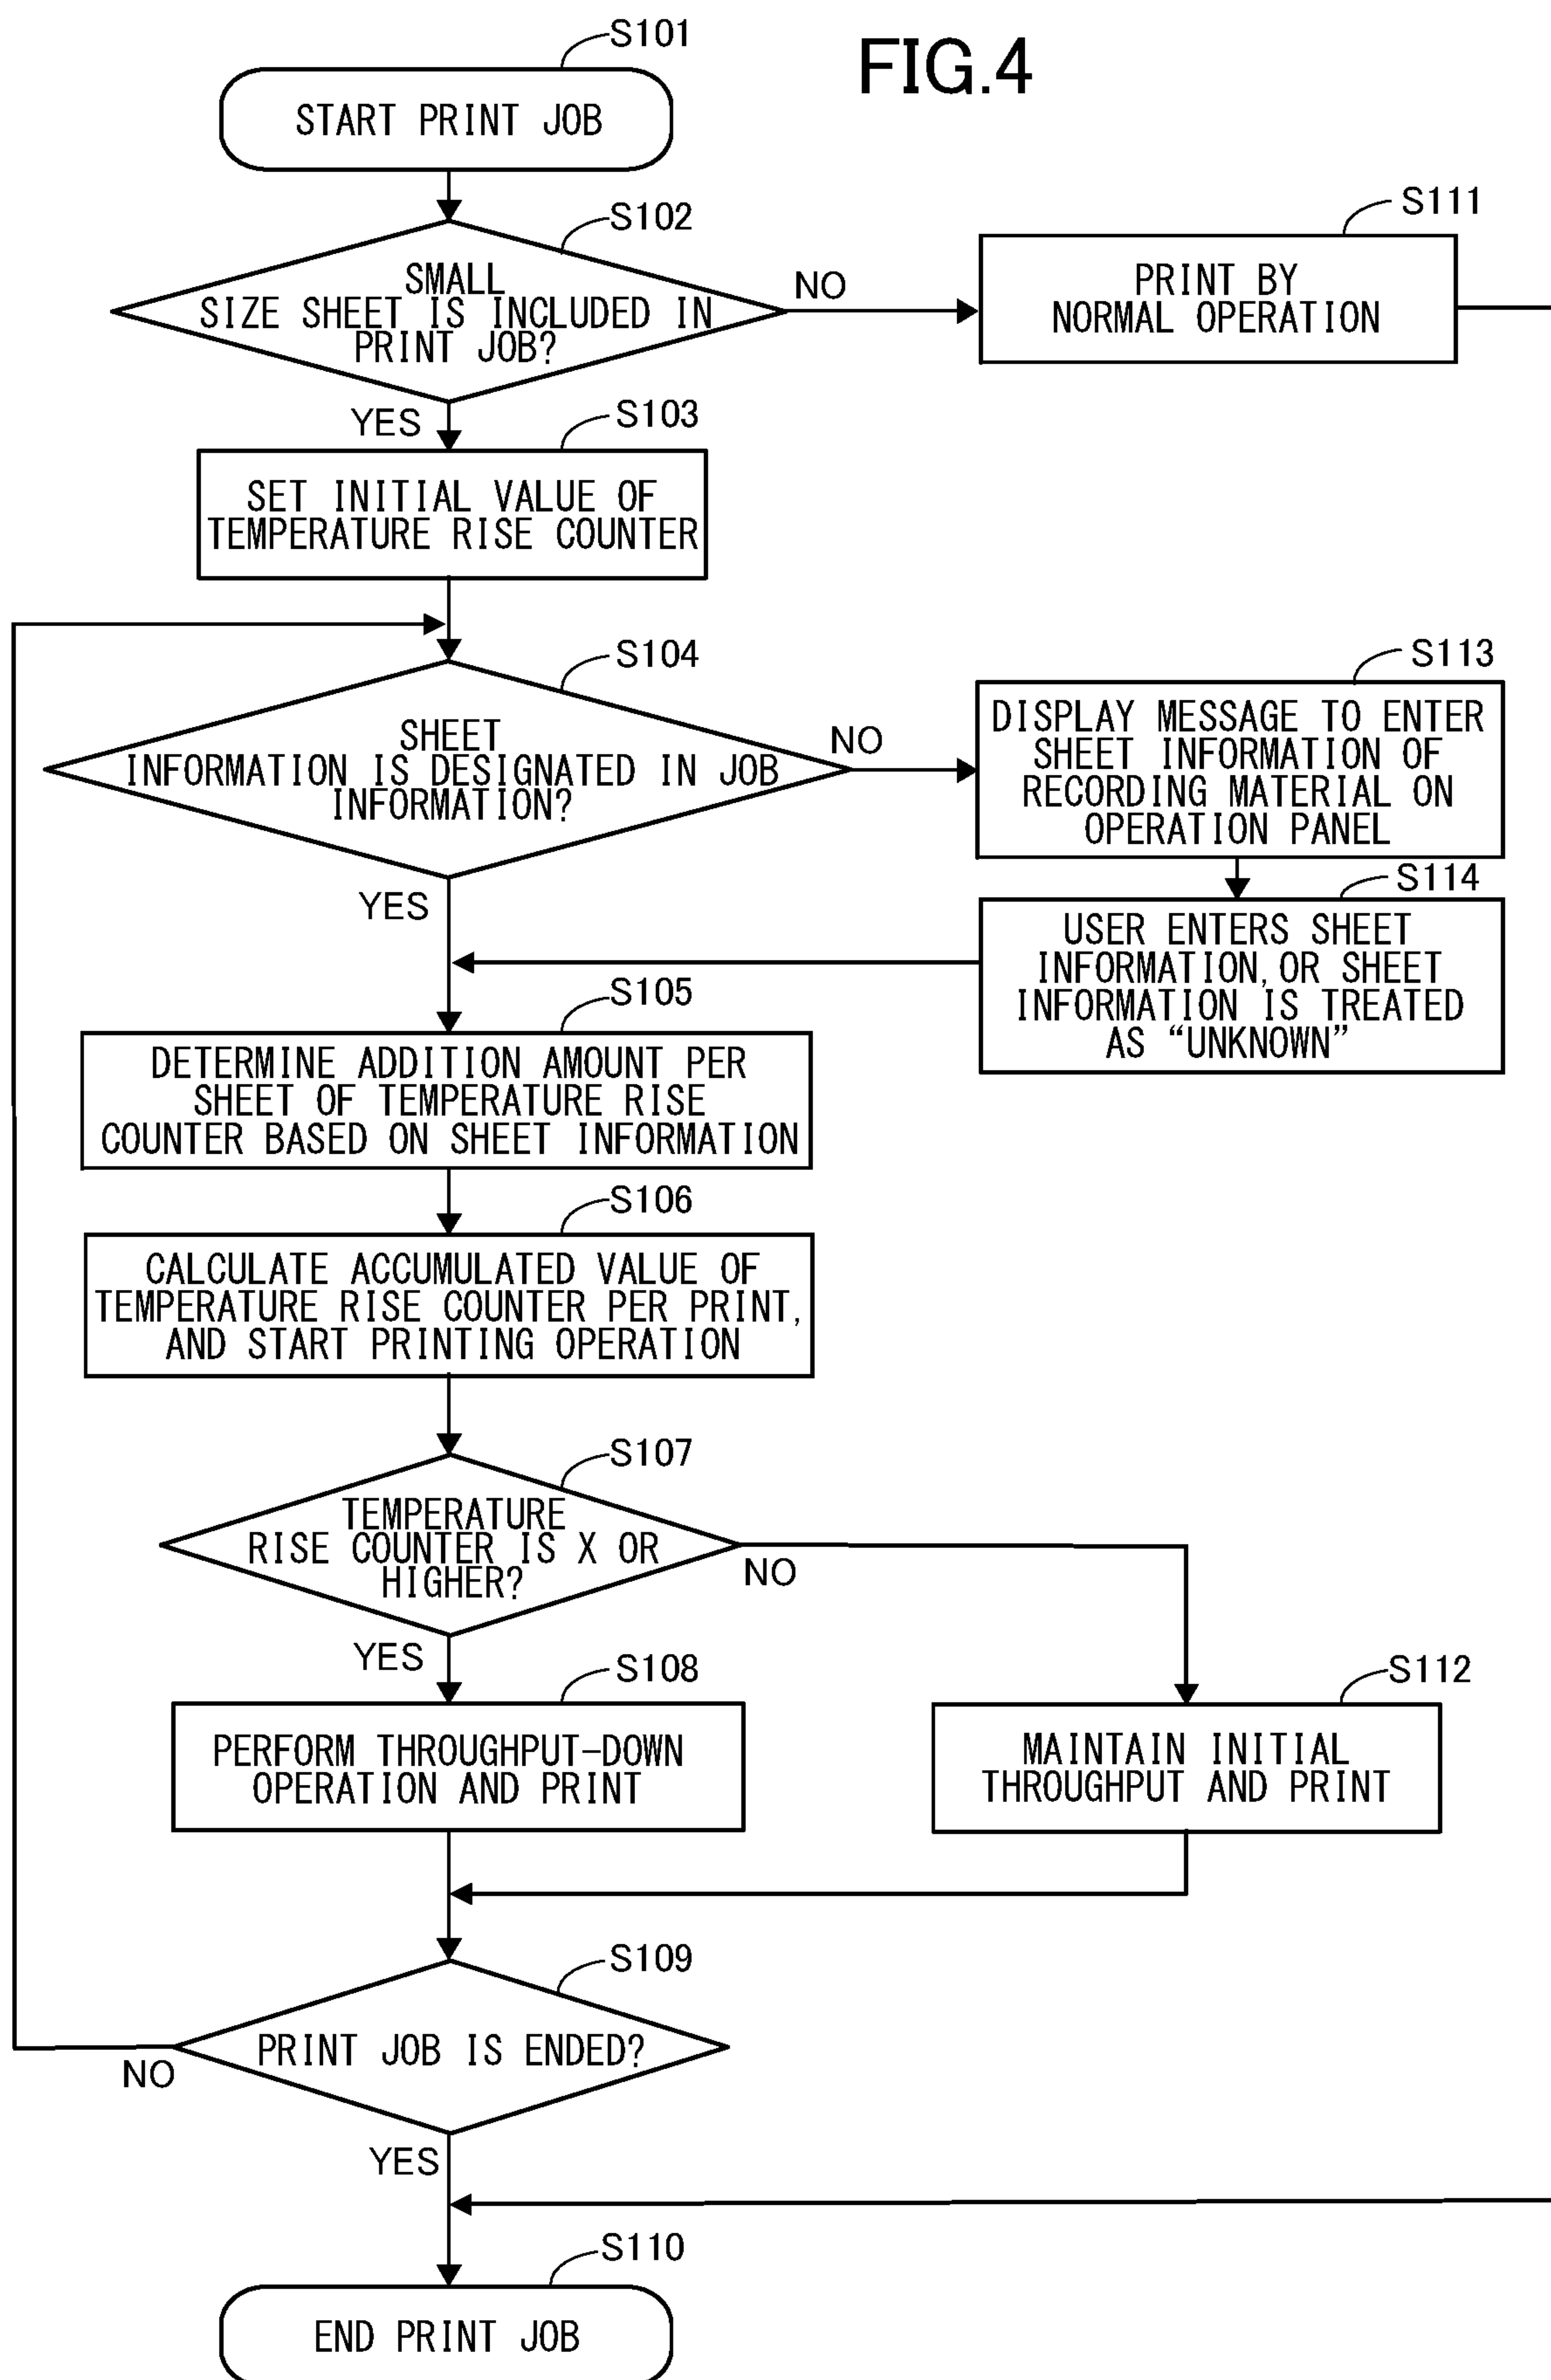 FIG.4
S101
START PRINT JOB
S102
SMALL
SIZE SHEET IS INCLUDED IN
PRINT JOB?
NO
S111
PRINT BY
NORMAL OPERATION
YES
S103
SET INITIAL VALUE OF
TEMPERATURE RISE COUNTER
S104
SHEET
INFORMATION IS DESIGNATED IN JOB
INFORMATION?
NO
S113
DISPLAY MESSAGE TO ENTER
SHEET INFORMATION OF
RECORDING MATERIAL ON
OPERATION PANEL
YES
S114
USER ENTERS SHEET
INFORMATION, OR SHEET
INFORMATION IS TREATED
AS “UNKNOWN”
S105
DETERMINE ADDITION AMOUNT PER
SHEET OF TEMPERATURE RISE
COUNTER BASED ON SHEET INFORMATION
S106
CALCULATE ACCUMULATED VALUE OF
TEMPERATURE RISE COUNTER PER PRINT,
AND START PRINTING OPERATION
S107
TEMPERATURE
RISE COUNTER IS X OR
HIGHER?
NO
YES
S108
PERFORM THROUGHPUT-DOWN
OPERATION AND PRINT
S112
MAINTAIN INITIAL
THROUGHPUT AND PRINT
S109
PRINT JOB IS ENDED?
NO
YES
S110
END PRINT JOB